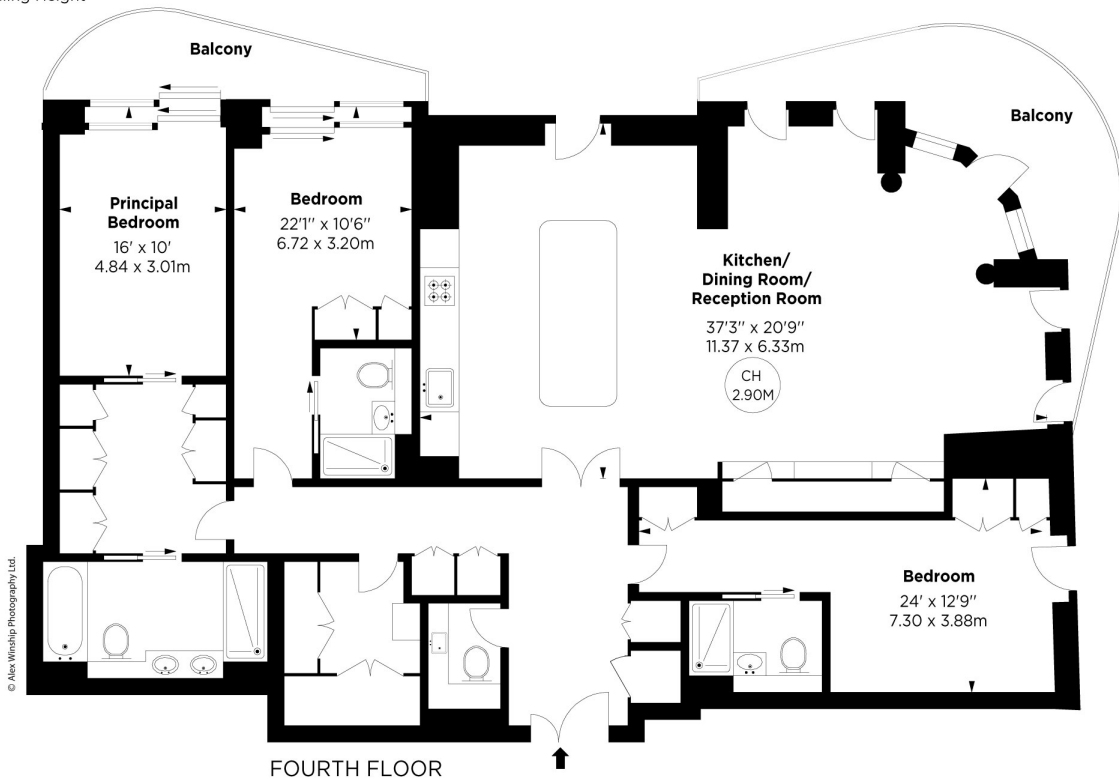 Balcony
Balcony
Principal
Bedroom
16' x 10'
4.84 x 3.01m
Bedroom
22'1" x 10'6"
6.72 x 3.20m
Kitchen/
Dining Room/
Reception Room
37'3" x 20'9"
11.37 x 6.33m
CH
2.90M
Bedroom
24' x 12'9"
7.30 x 3.88m
© Alex Winship Photography Ltd.
FOURTH FLOOR